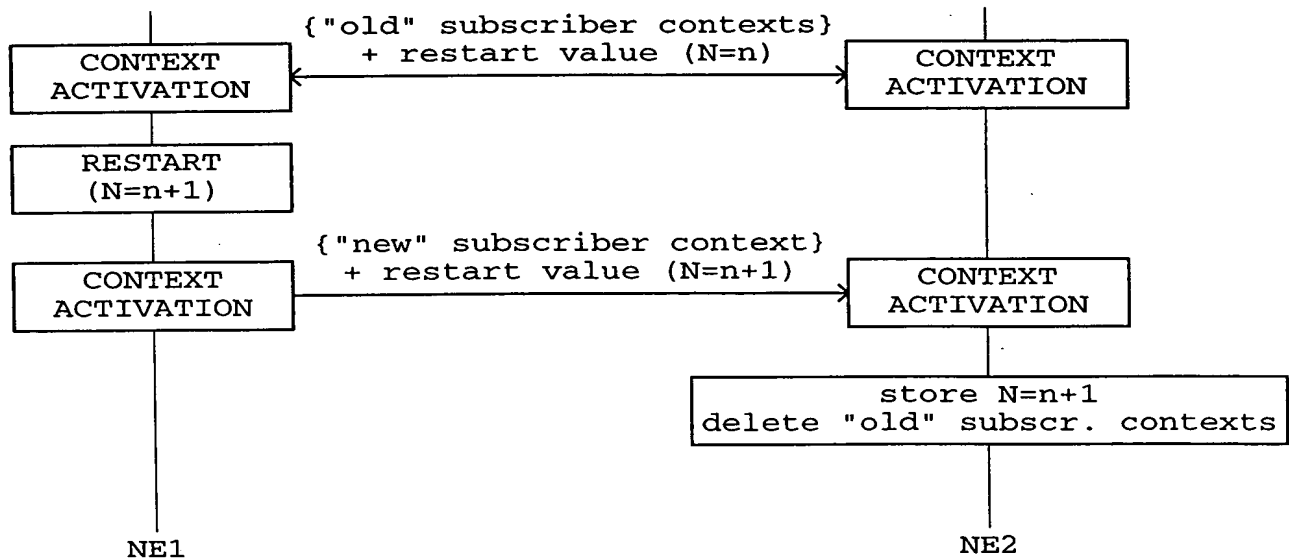 {"old" subscriber contexts}
+ restart value (N=n)
CONTEXT
ACTIVATION
CONTEXT
ACTIVATION
RESTART
(N=n+1)
{"new" subscriber context}
+ restart value (N=n+1)
CONTEXT
ACTIVATION
CONTEXT
ACTIVATION
store N=n+1
delete "old" subscr. contexts
NE1
NE2